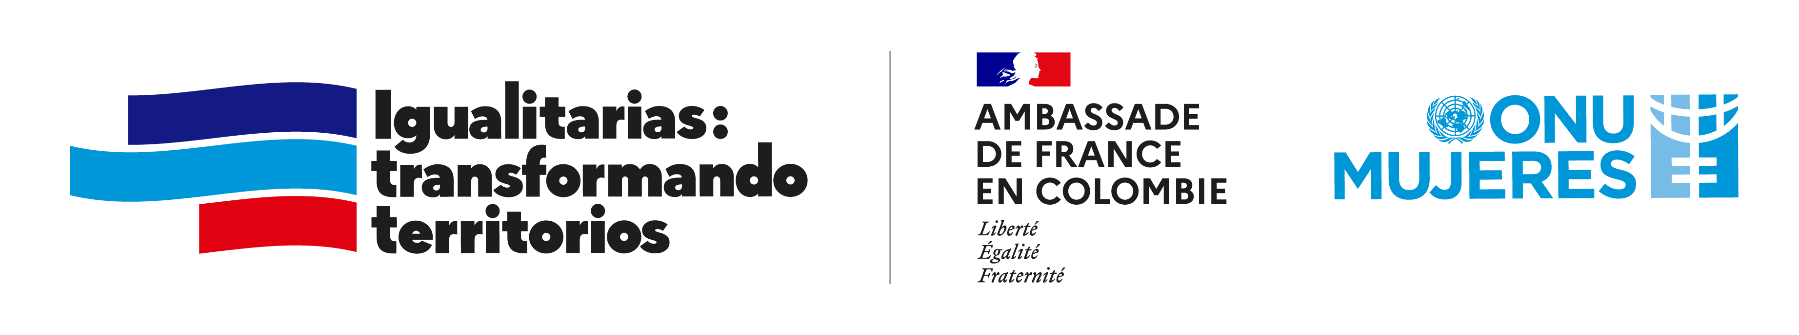 Igualitarias:
transformando
territorios
AMBASSADE
DE FRANCE
EN COLOMBIE
Liberté
Égalité
Fraternité
ONU
MUJERES